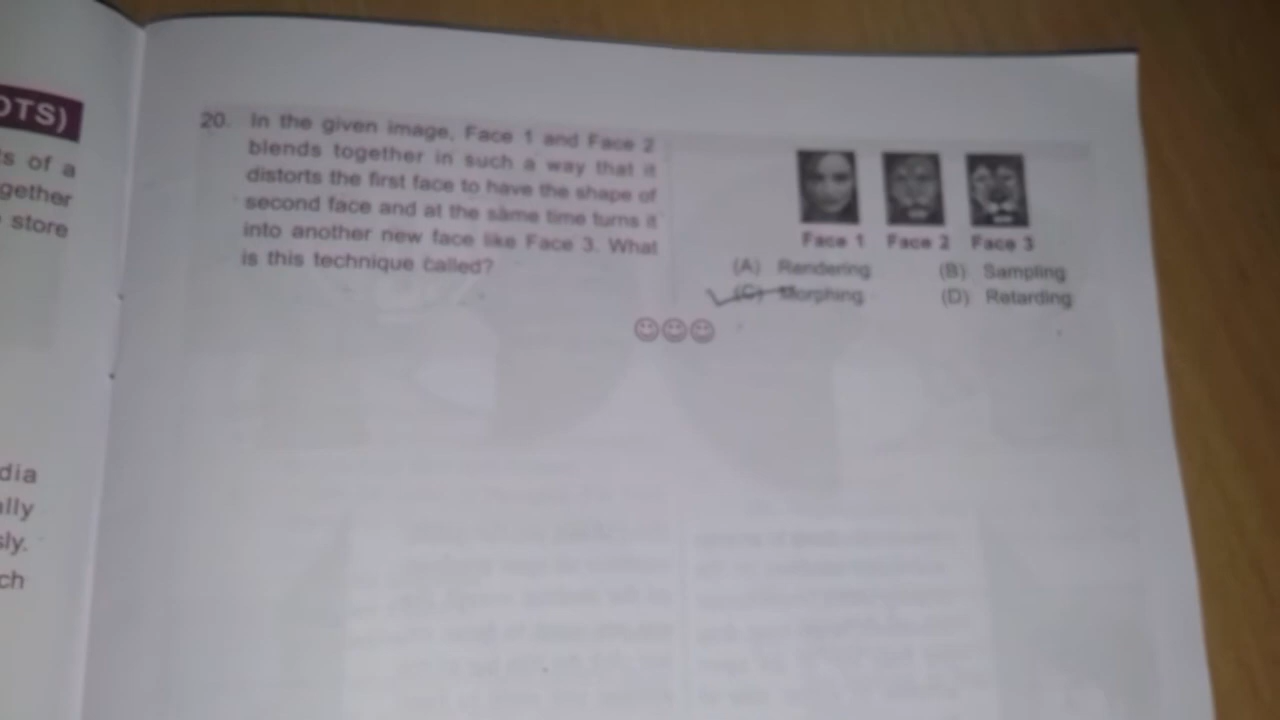 OTS)
s of a
gether
store
dia
ally
sly.
ch
20. In the given image, Face 1 and Face 2
blends together in such a way that it
distorts the first face to have the shape of
second face and at the same time turns it
into another new face like Face 3. What
is this technique called?
Face 1 Face 2 Face 3
(A) Rendering (B) Sampling
(C) Morphing (D) Retarding